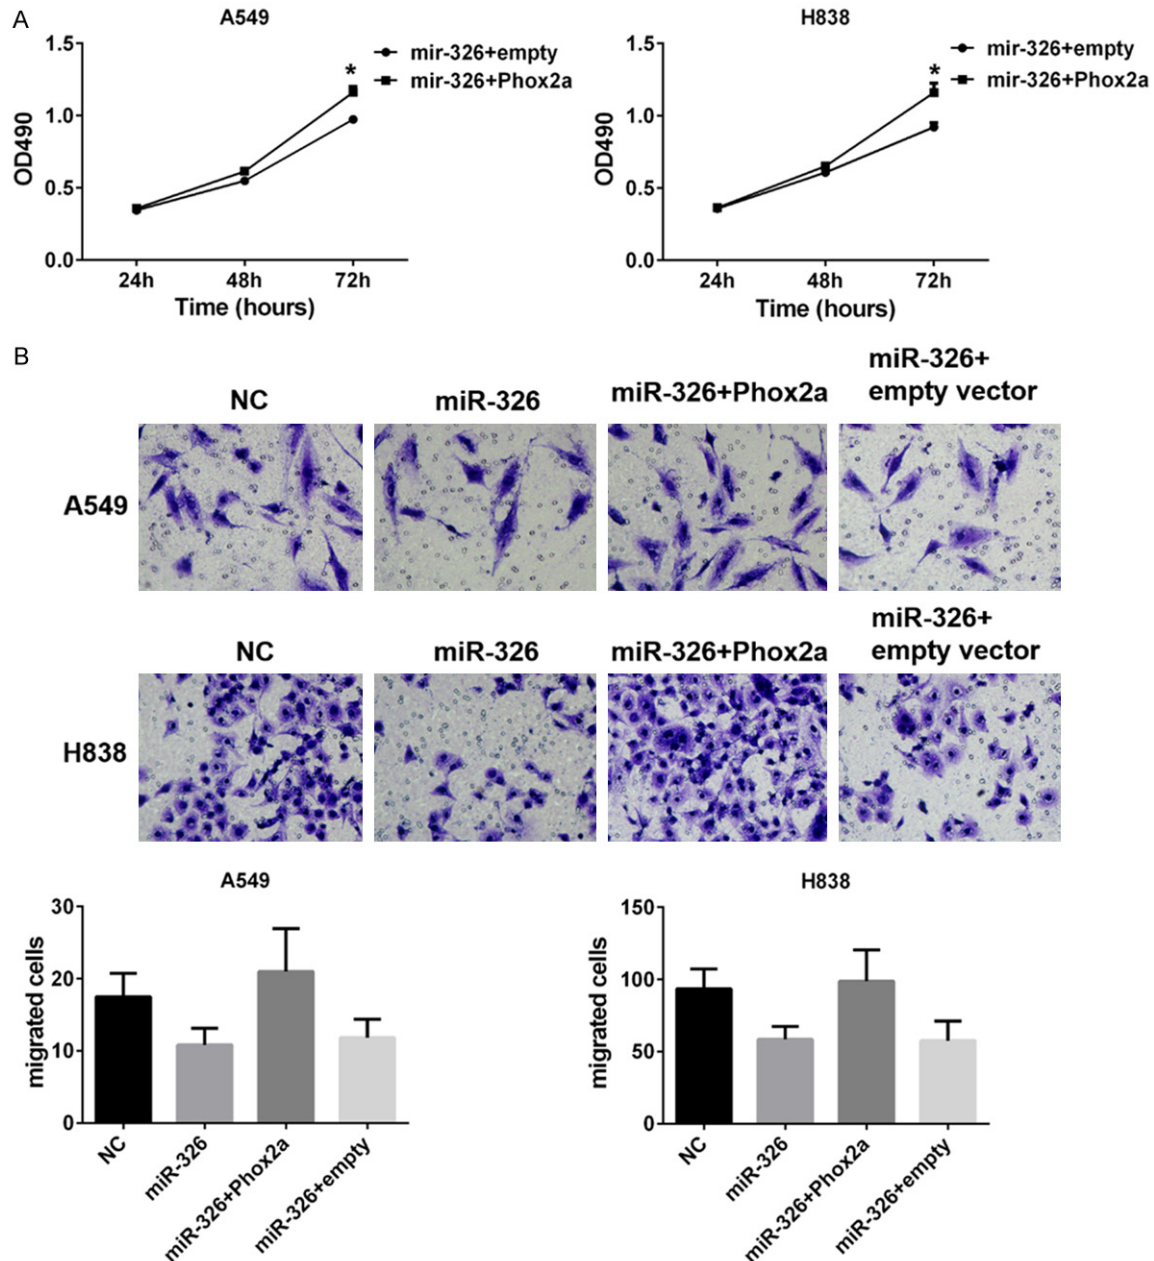 A
A549
1.5
1.0
0.5
0.0
OD490
*
mir-326+empty
mir-326+Phox2a
24h
48h
72h
Time (hours)
H838
1.5
1.0
0.5
0.0
OD490
*
mir-326+empty
mir-326+Phox2a
24h
48h
72h
Time (hours)
B
NC
miR-326
miR-326+Phox2a
miR-326+
empty vector
A549
NC
miR-326
miR-326+Phox2a
miR-326+
empty vector
H838
A549
30
20
10
0
migrated cells
NC
miR-326
miR-326+Phox2a
miR-326+empty
H838
150
100
50
0
migrated cells
NC
miR-326
miR-326+Phox2a
miR-326+empty